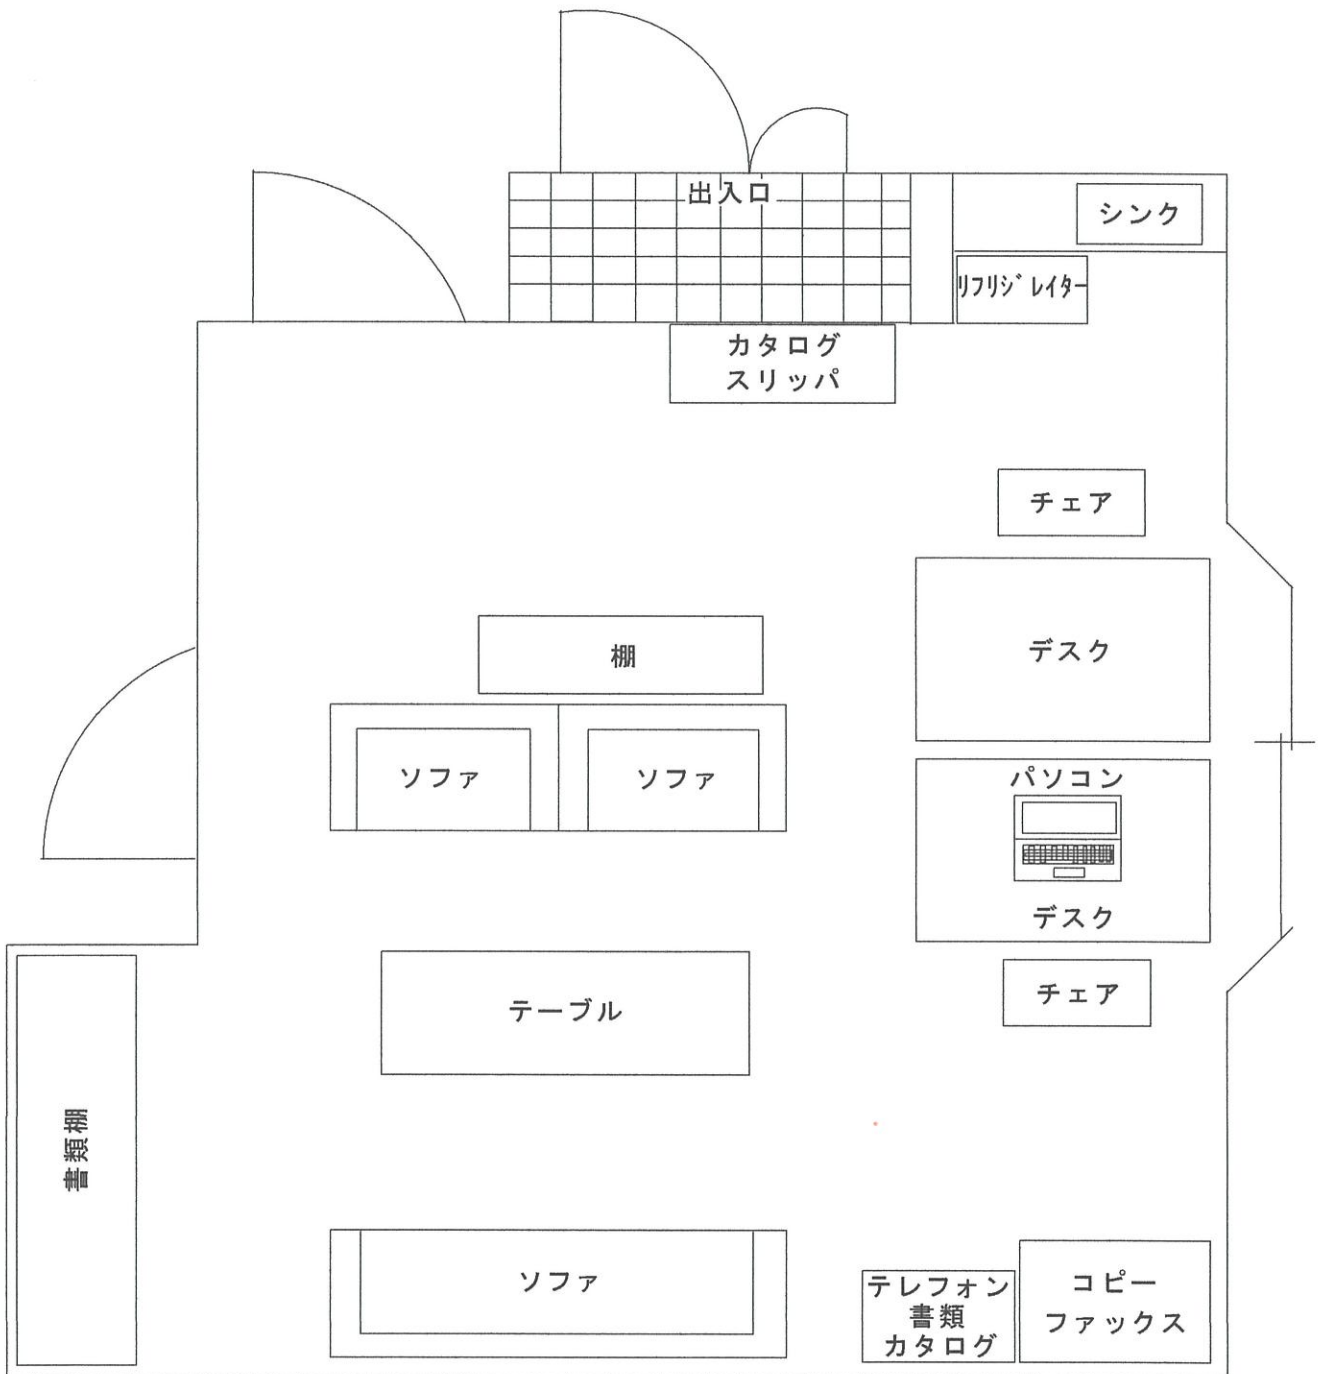 出入口
シンク
リフリジレイター
カタログ
スリッパ
チェア
棚
デスク
ソファ
ソファ
パソコン
デスク
テーブル
チェア
書類棚
ソファ
テレフォン
書類
カタログ
コピー
ファックス